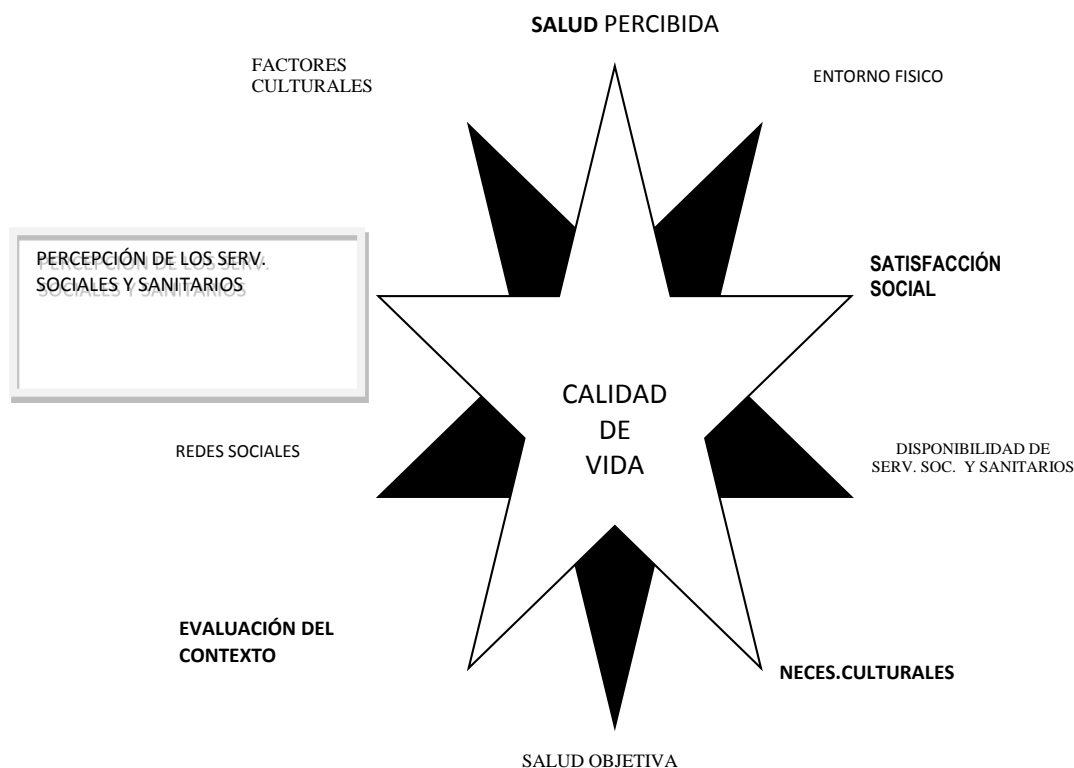 SALUD PERCIBIDA
FACTORES
CULTURALES
ENTORNO FISICO
PERCEPCIÓN DE LOS SERV.
SOCIALES Y SANITARIOS
SATISFACCIÓN
SOCIAL
CALIDAD
DE
VIDA
REDES SOCIALES
DISPONIBILIDAD DE
SERV. SOC. Y SANITARIOS
EVALUACIÓN DEL
CONTEXTO
NECES.CULTURALES
SALUD OBJETIVA